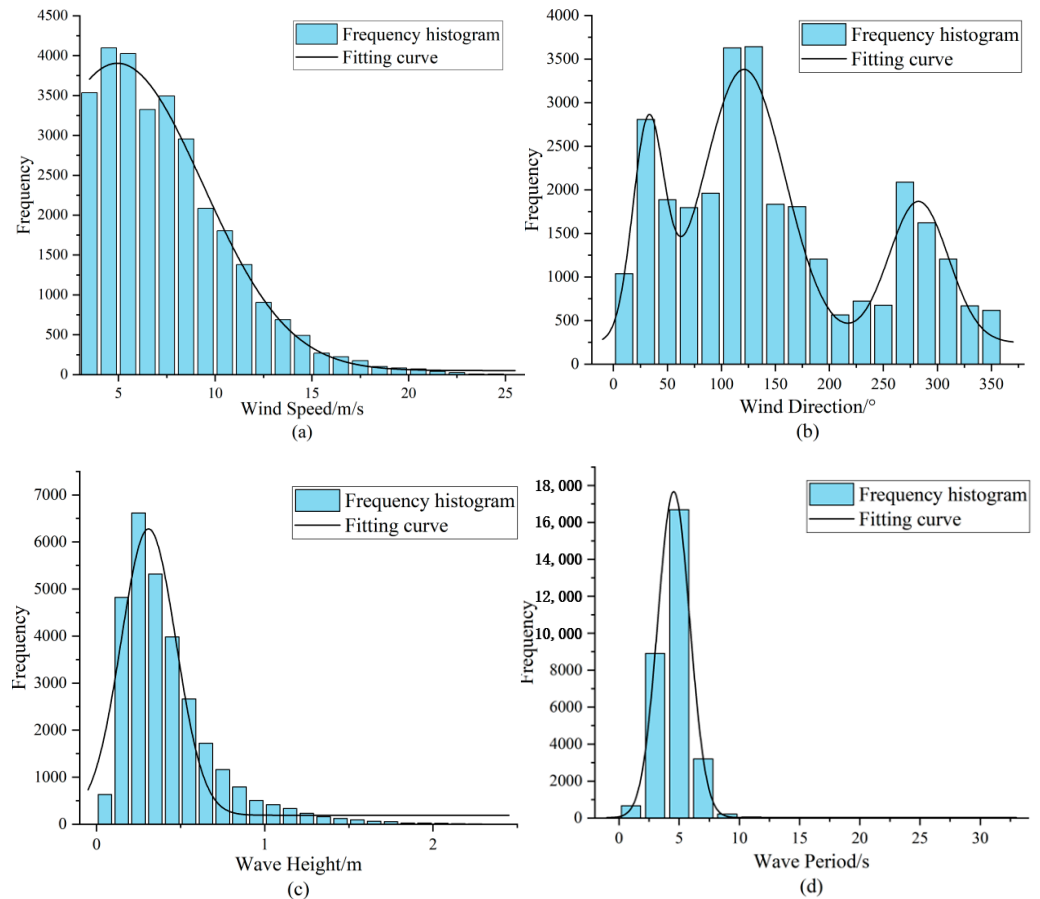 4500
4000
3500
3000
2500
2000
1500
1000
500
0
Frequency
Frequency histogram
Fitting curve
5 10 15 20 25
Wind Speed/m/s
(a)
4000
3500
3000
2500
2000
1500
1000
500
0
Frequency
Frequency histogram
Fitting curve
0 50 100 150 200 250 300 350
Wind Direction/°
(b)
7000
6000
5000
4000
3000
2000
1000
0
Frequency
Frequency histogram
Fitting curve
0 1 2
Wave Height/m
(c)
18,000
16,000
14,000
12,000
10,000
8000
6000
4000
2000
0
Frequency
Frequency histogram
Fitting curve
0 5 10 15 20 25 30
Wave Period/s
(d)